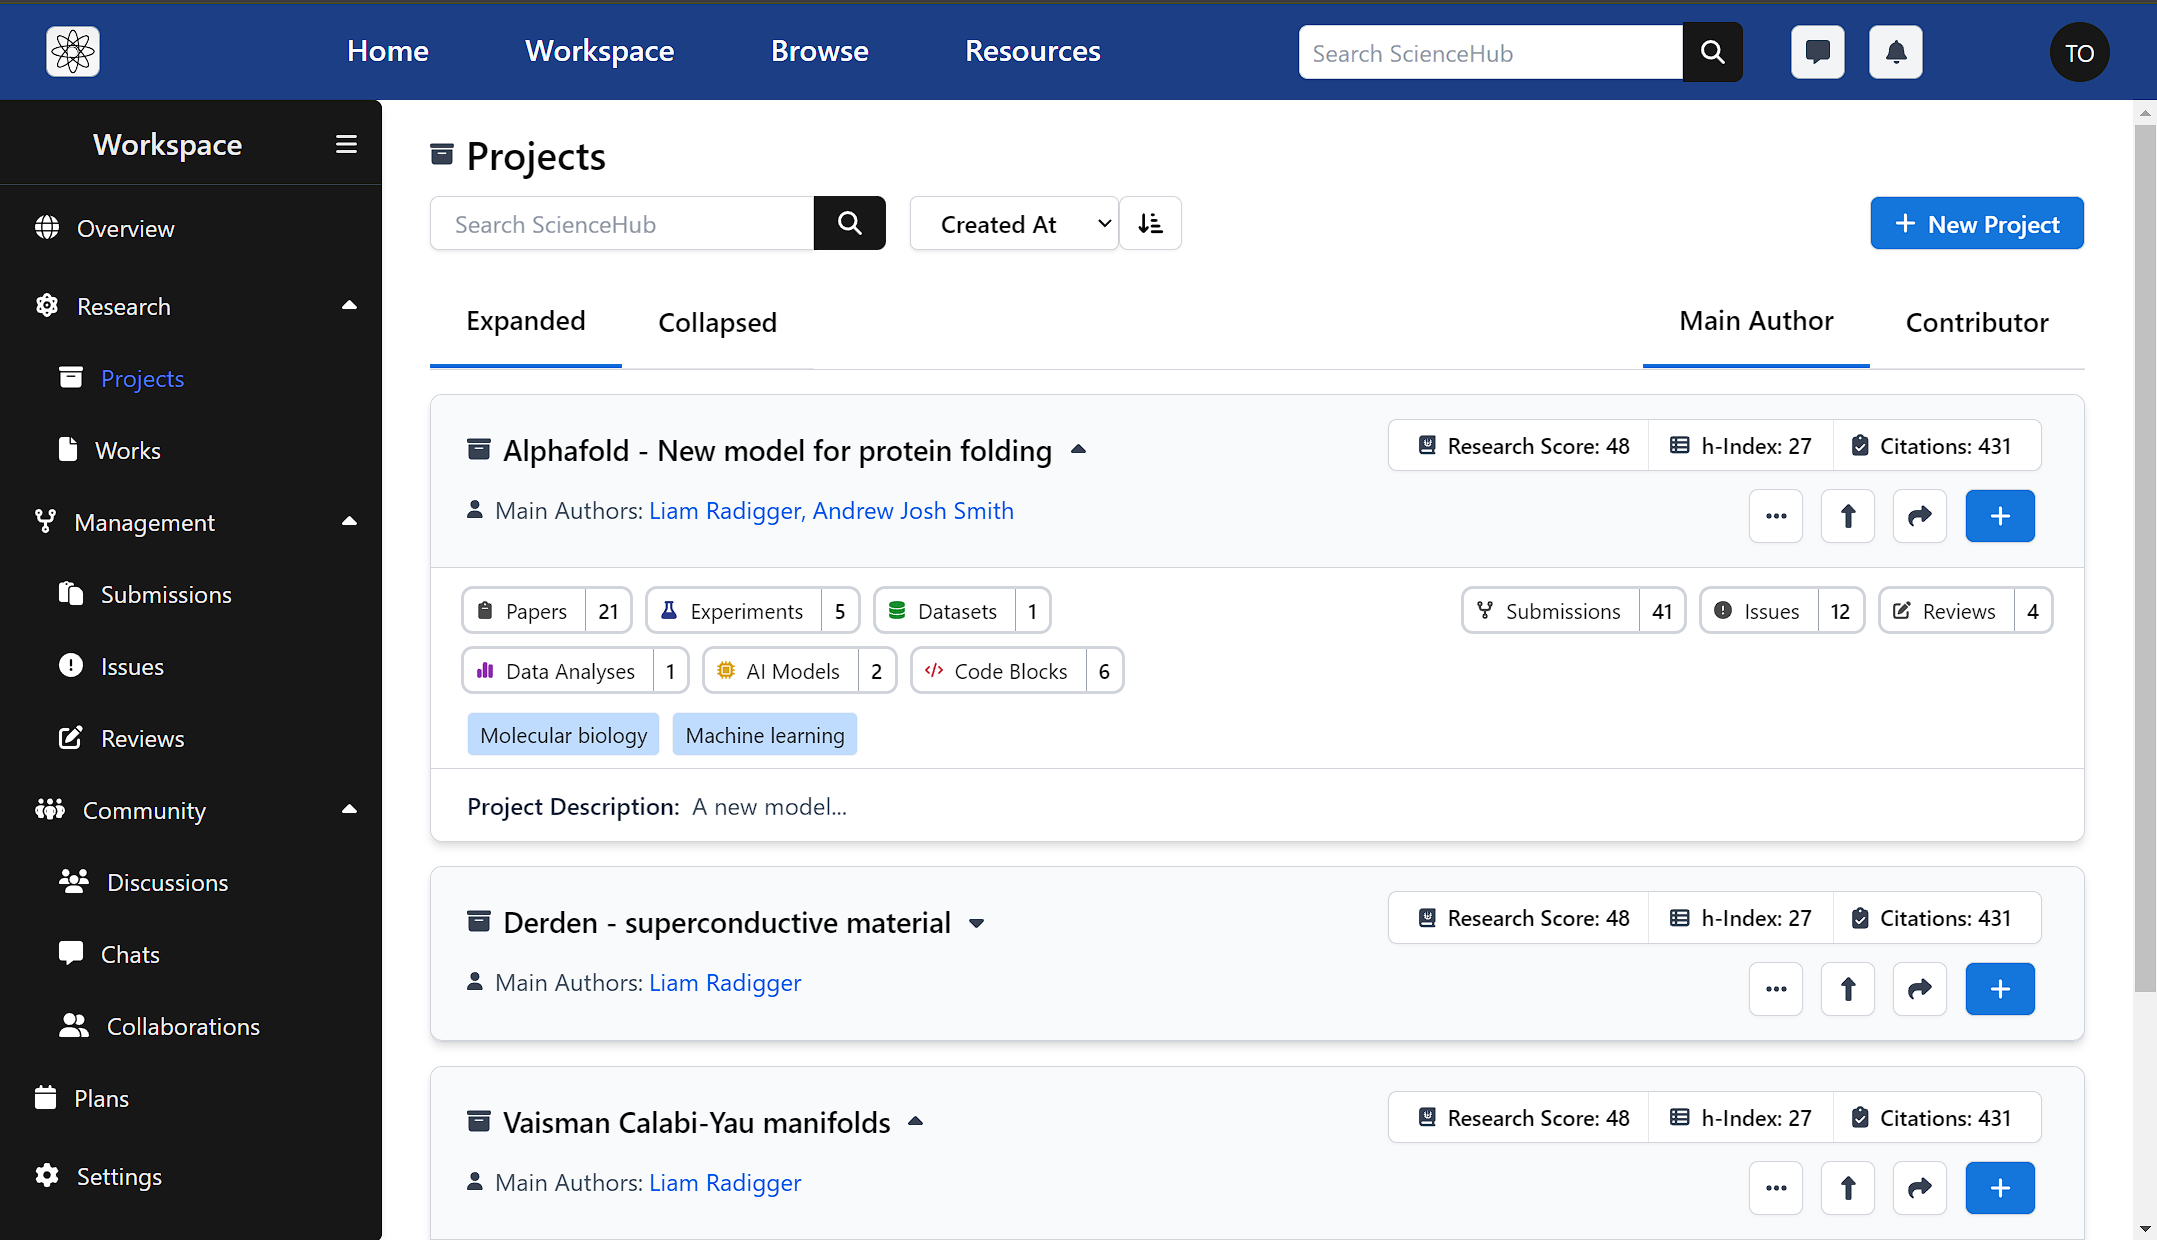 Home Workspace Browse Resources Search ScienceHub TO
Workspace
Overview
Research
Projects
Works
Management
Submissions
Issues
Reviews
Community
Discussions
Chats
Collaborations
Plans
Settings
Projects
Search ScienceHub Created At + New Project
Expanded Collapsed Main Author Contributor
Alphafold - New model for protein folding Research Score: 48 h-Index: 27 Citations: 431
Main Authors: Liam Radigger, Andrew Josh Smith
Papers 21 Experiments 5 Datasets 1 Submissions 41 Issues 12 Reviews 4
Data Analyses 1 AI Models 2 Code Blocks 6
Molecular biology Machine learning
Project Description: A new model...
Derden - superconductive material Research Score: 48 h-Index: 27 Citations: 431
Main Authors: Liam Radigger
Vaisman Calabi-Yau manifolds Research Score: 48 h-Index: 27 Citations: 431
Main Authors: Liam Radigger